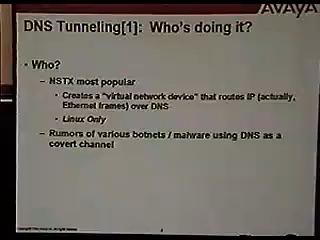 AVAYA
DNS Tunneling[1]: Who's doing it?
• Who?
– NSTX most popular
• Creates a "virtual network device" that routes IP (actually,
Ethernet frames) over DNS
• Linux Only
– Rumors of various botnets / malware using DNS as a
covert channel